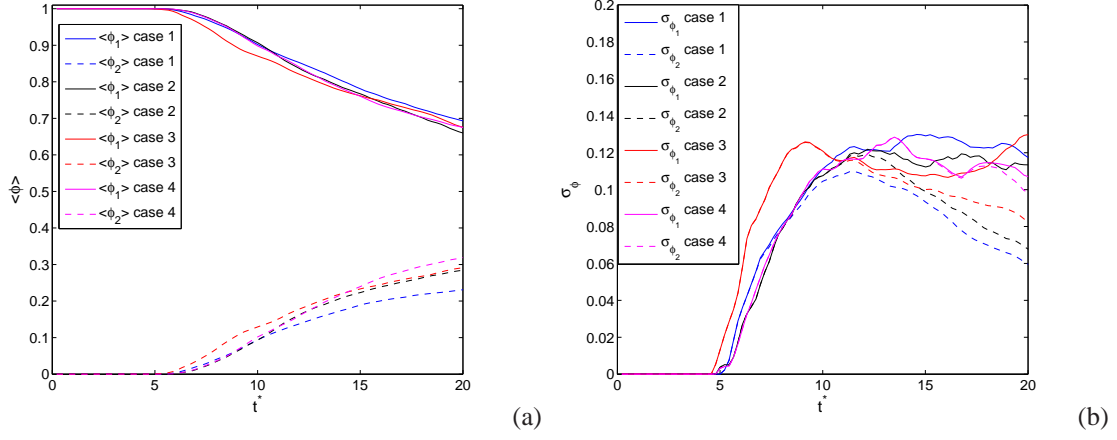 1
0.9
0.8
0.7
0.6
0.5
0.4
0.3
0.2
0.1
0
<ϕ>
<ϕ1> case 1
<ϕ2> case 1
<ϕ1> case 2
<ϕ2> case 2
<ϕ1> case 3
<ϕ2> case 3
<ϕ1> case 4
<ϕ2> case 4
0 5 10 15 20
t*
(a)
0.2
0.18
0.16
0.14
0.12
0.1
0.08
0.06
0.04
0.02
0
σϕ
σϕ1 case 1
σϕ2 case 1
σϕ1 case 2
σϕ2 case 2
σϕ1 case 3
σϕ2 case 3
σϕ1 case 4
σϕ2 case 4
0 5 10 15 20
t*
(b)